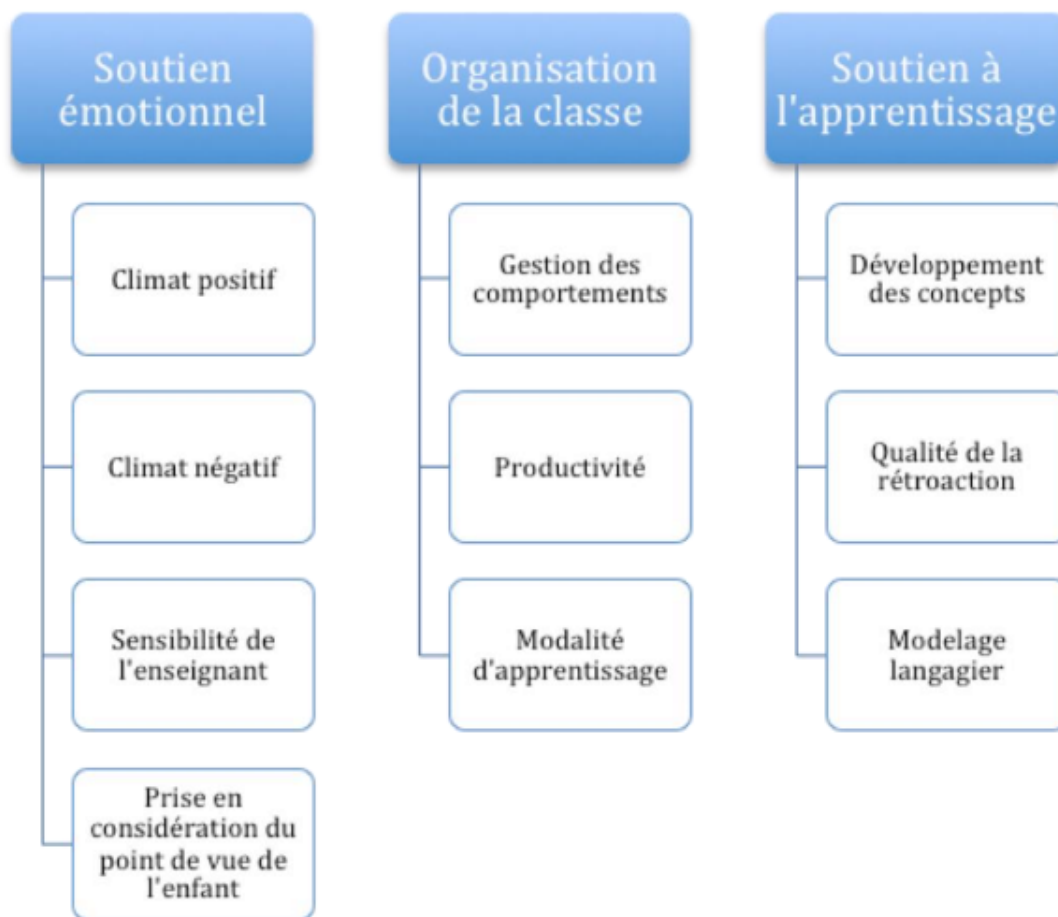 Soutien
émotionnel
Climat positif
Climat négatif
Sensibilité de
l'enseignant
Prise en
considération du
point de vue de
l'enfant
Organisation
de la classe
Gestion des
comportements
Productivité
Modalité
d'apprentissage
Soutien à
l'apprentissage
Développement
des concepts
Qualité de la
rétroaction
Modelage
langagier